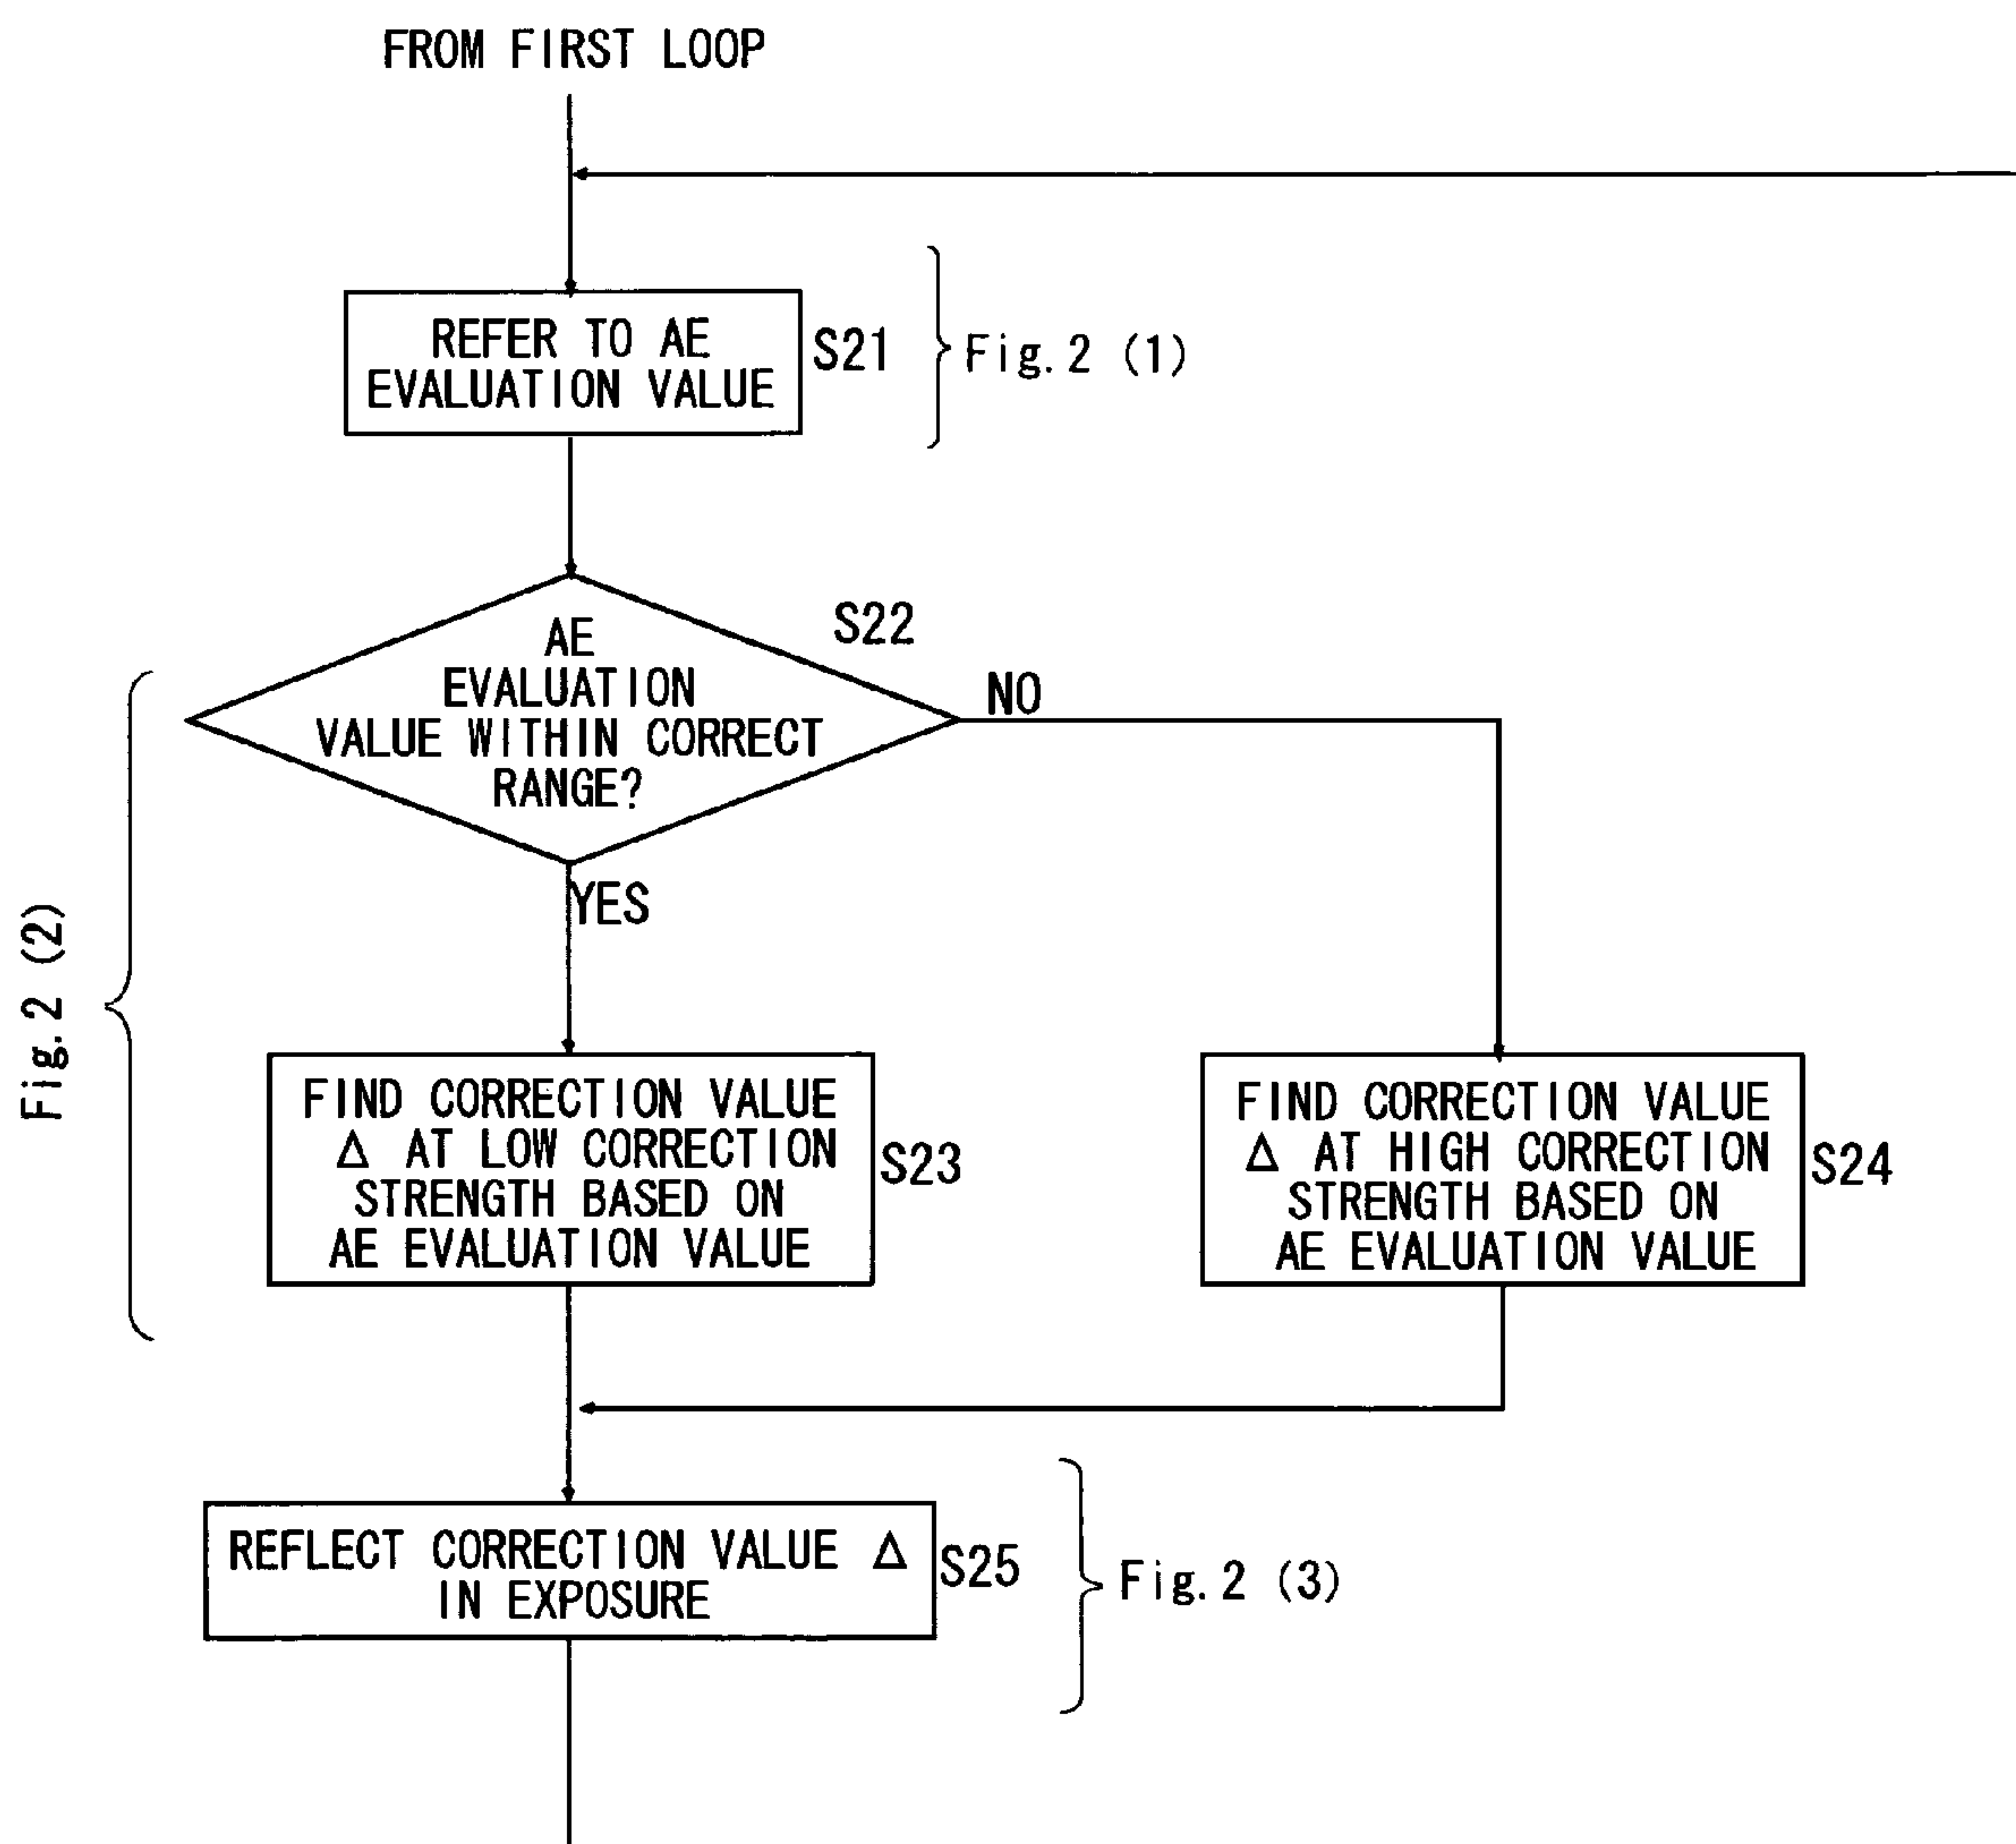 FROM FIRST LOOP
REFER TO AE
EVALUATION VALUE
S21
Fig.2 (1)
S22
AE
EVALUATION
VALUE WITHIN CORRECT
RANGE?
NO
YES
Fig.2 (2)
FIND CORRECTION VALUE
Δ AT LOW CORRECTION
STRENGTH BASED ON
AE EVALUATION VALUE
S23
FIND CORRECTION VALUE
Δ AT HIGH CORRECTION
STRENGTH BASED ON
AE EVALUATION VALUE
S24
REFLECT CORRECTION VALUE Δ
IN EXPOSURE
S25
Fig.2 (3)